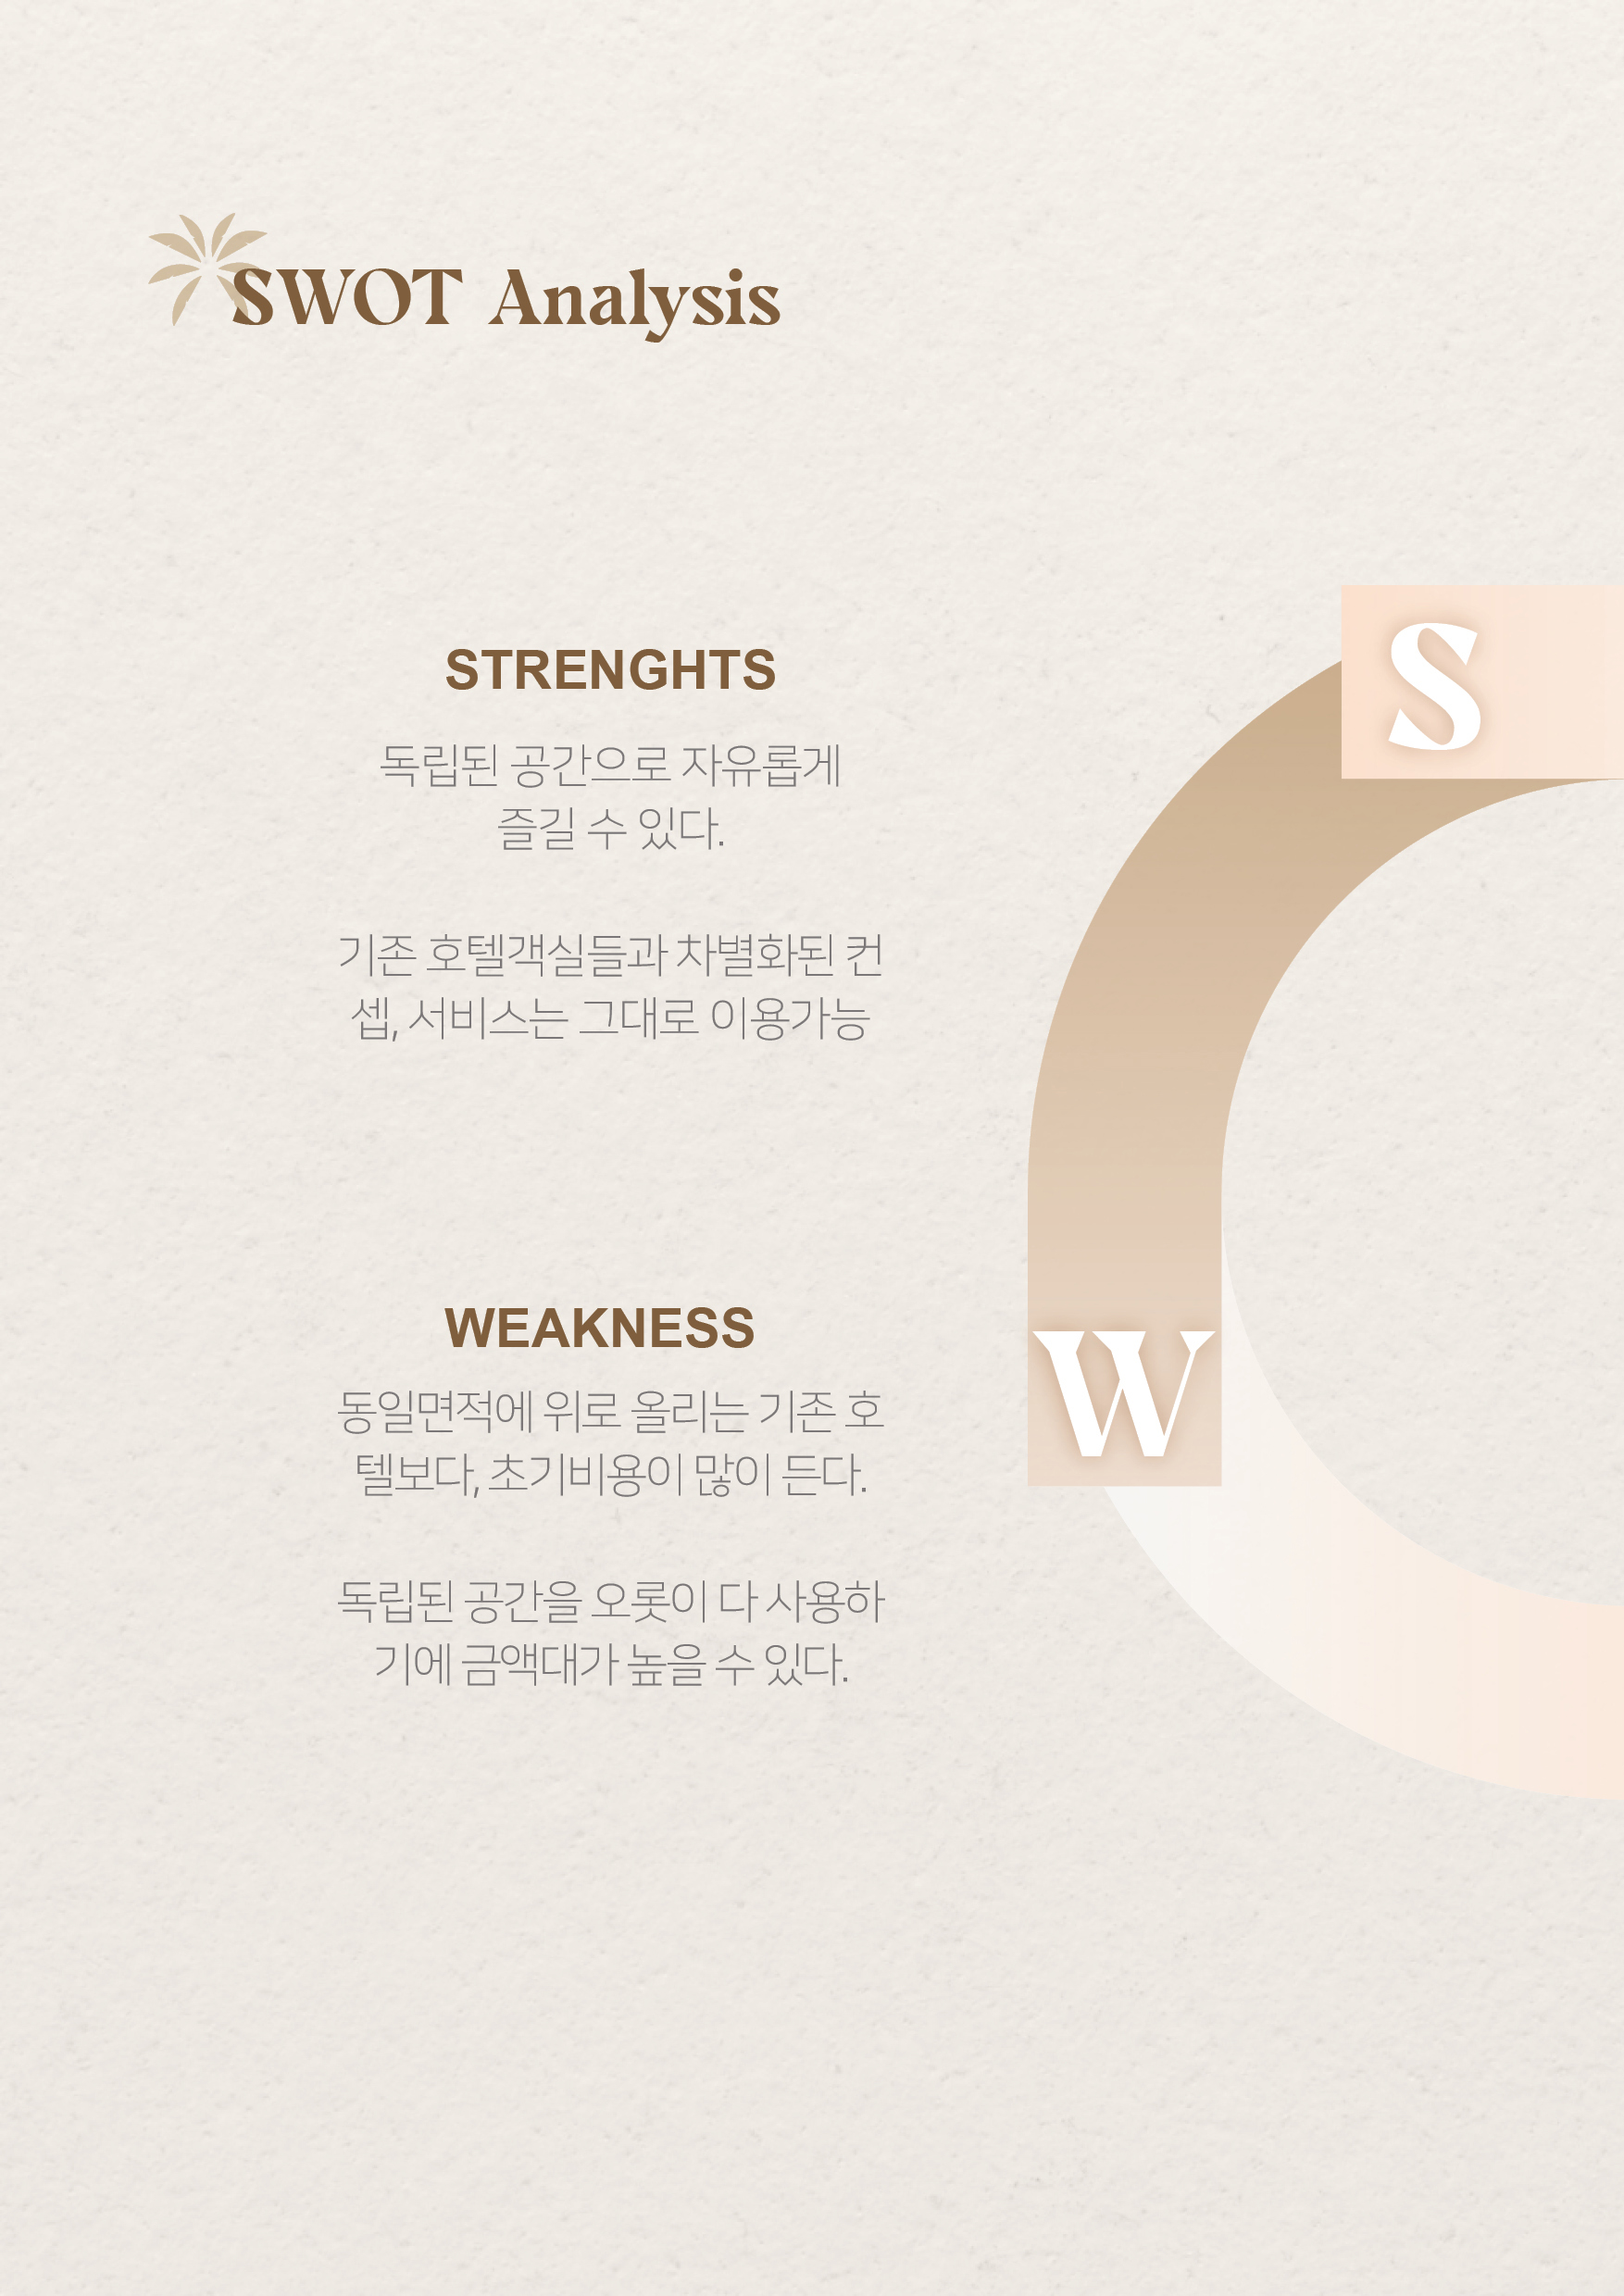 SWOT Analysis
S
STRENGHTS
독립된 공간으로 자유롭게
즐길 수 있다.
기존 호텔객실들과 차별화된 컨
셉, 서비스는 그대로 이용가능
WEAKNESS
W
동일면적에 위로 올리는 기존 호
텔보다, 초기비용이 많이 든다.
독립된 공간을 오롯이 다 사용하
기에 금액대가 높을 수 있다.